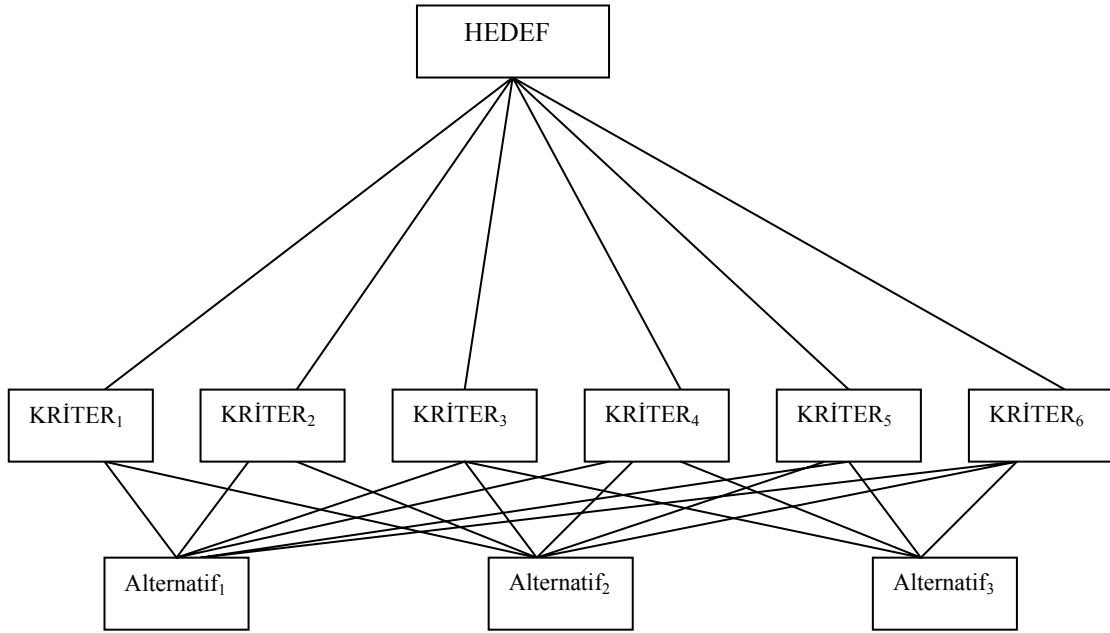 HEDEF
KRİTER₁ KRİTER₂ KRİTER₃ KRİTER₄ KRİTER₅ KRİTER₆
Alternatif₁ Alternatif₂ Alternatif₃